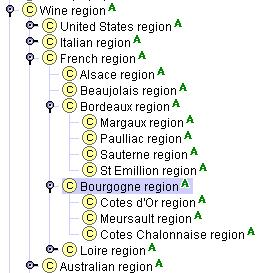 C Wine region A
C United States region A
C Italian region A
C French region A
C Alsace region A
C Beaujolais region A
C Bordeaux region A
C Margaux region A
C Paulliac region A
C Sauterne region A
C St Emillion region A
C Bourgogne region A
C Cotes d'Or region A
C Meursault region A
C Cotes Chalonnaise region A
C Loire region A
C Australian region A